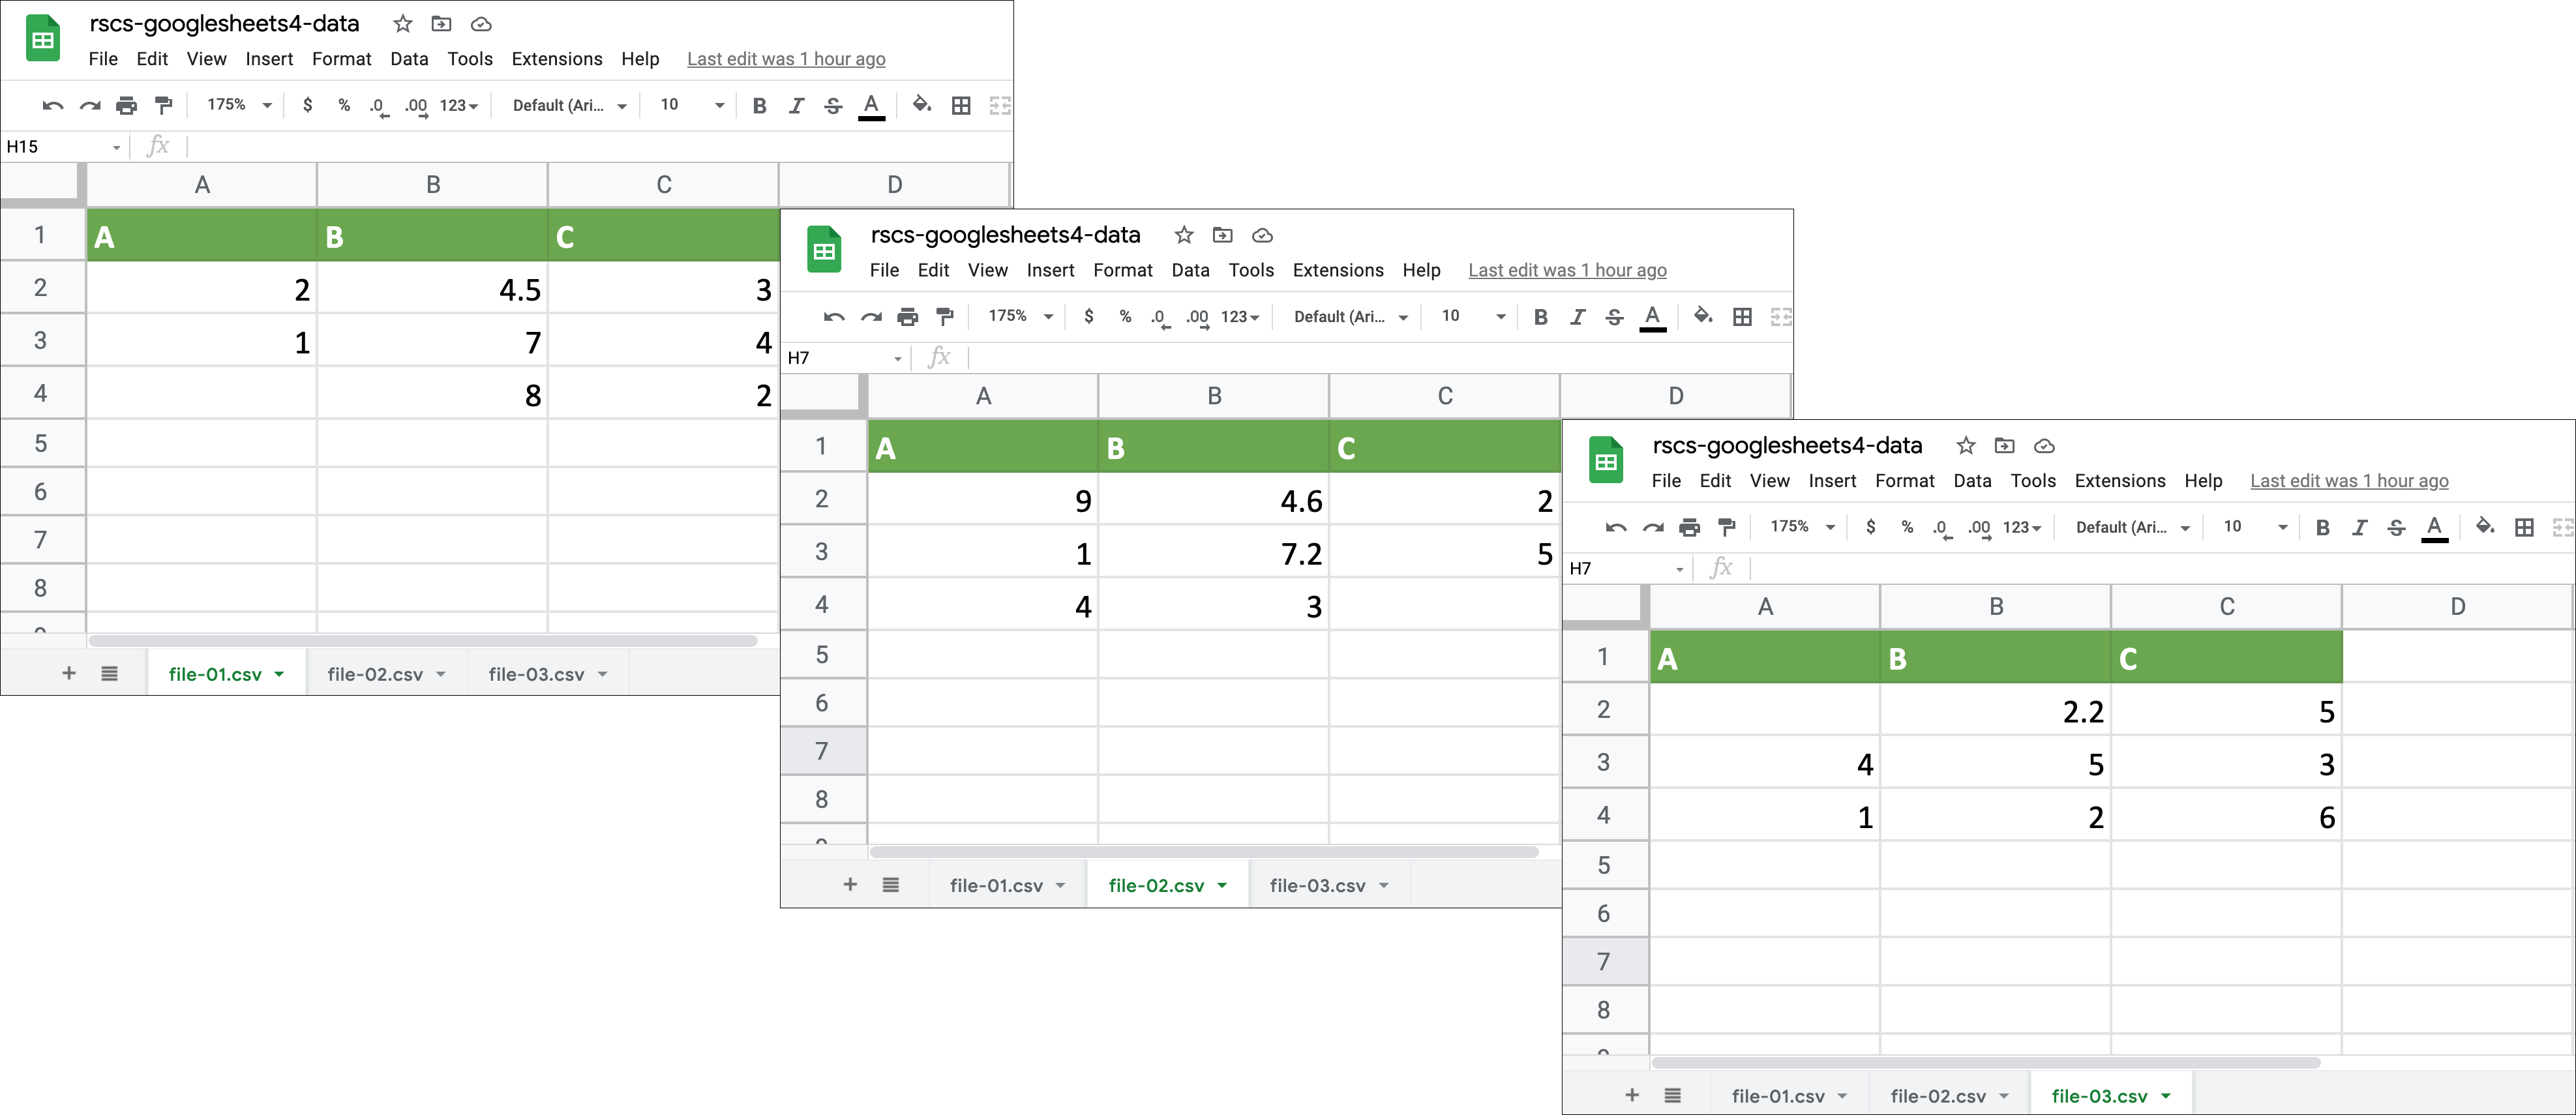 rscs-googlesheets4-data
File Edit View Insert Format Data Tools Extensions Help Last edit was 1 hour ago
175% $ % .0 .00 123 Default (Ari... 10 B I S A
H15 fx
A B C D
1 A B C
2 2 4.5 3
3 1 7 4
4 8 2
5
6
7
8
+ file-01.csv file-02.csv file-03.csv
rscs-googlesheets4-data
File Edit View Insert Format Data Tools Extensions Help Last edit was 1 hour ago
175% $ % .0 .00 123 Default (Ari... 10 B I S A
H7 fx
A B C D
1 A B C
2 9 4.6 2
3 1 7.2 5
4 4 3
5
6
7
8
+ file-01.csv file-02.csv file-03.csv
rscs-googlesheets4-data
File Edit View Insert Format Data Tools Extensions Help Last edit was 1 hour ago
175% $ % .0 .00 123 Default (Ari... 10 B I S A
H7 fx
A B C D
1 A B C
2 2.2 5
3 4 5 3
4 1 2 6
5
6
7
8
+ file-01.csv file-02.csv file-03.csv